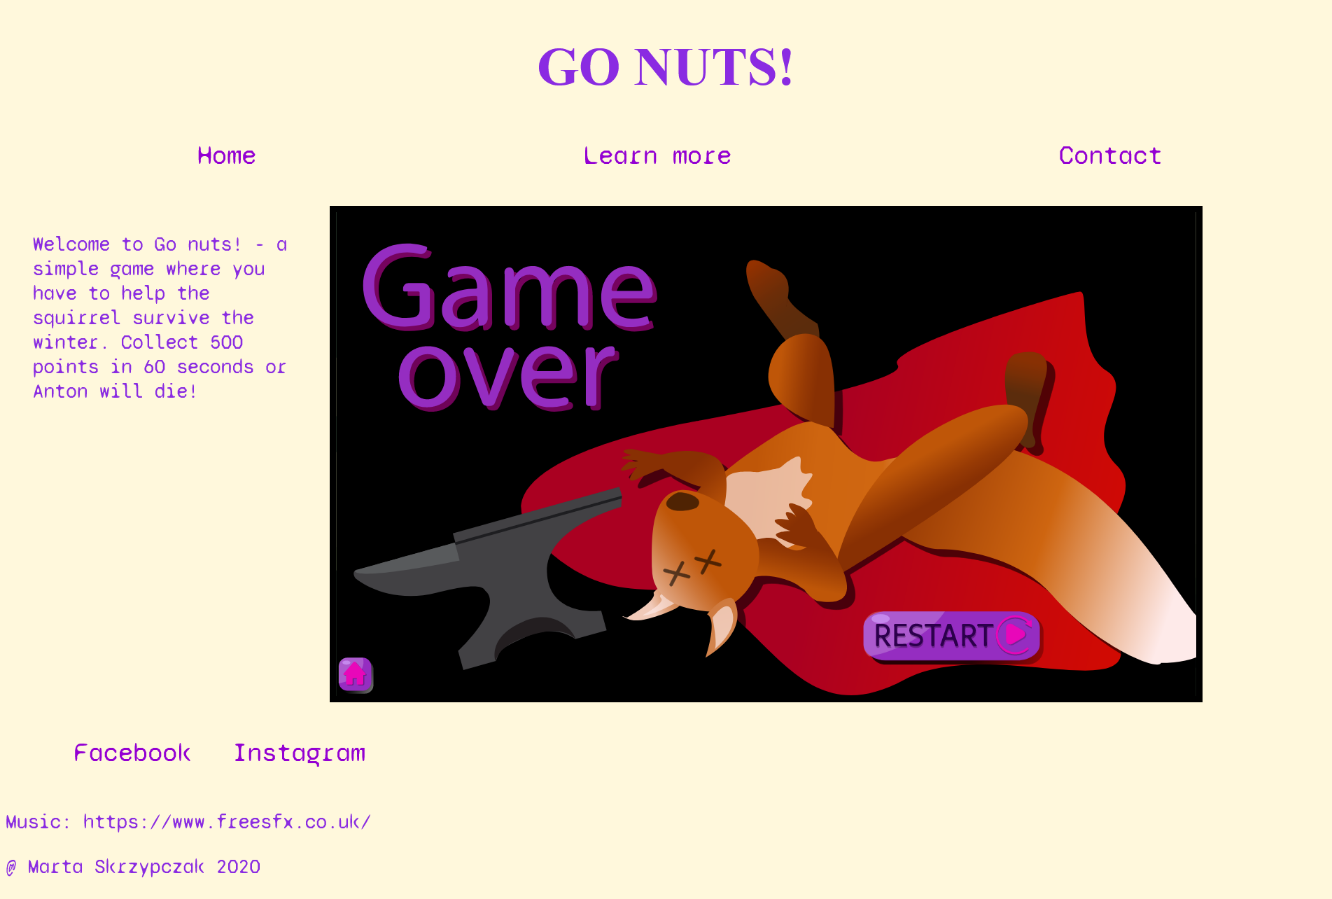 GO NUTS!
Home
Learn more
Contact
Welcome to Go nuts! - a
simple game where you
have to help the
squirrel survive the
winter. Collect 500
points in 60 seconds or
Anton will die!
Game
over
RESTART
Facebook
Instagram
Music: https://www.freesfx.co.uk/
@ Marta Skrzypczak 2020